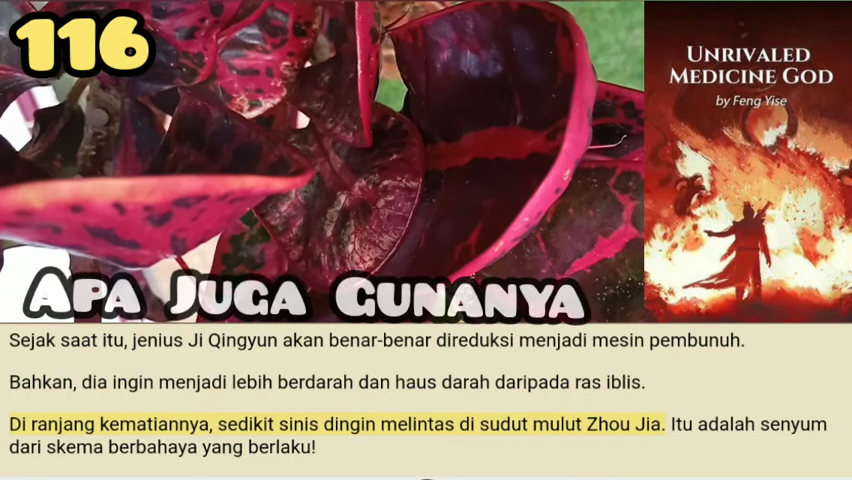 116
UNRIVALED
MEDICINE GOD
by Feng Yise
APA JUGA GUNANYA
Sejak saat itu, jenius Ji Qingyun akan benar-benar direduksi menjadi mesin pembunuh.
Bahkan, dia ingin menjadi lebih berdarah dan haus darah daripada ras iblis.
Di ranjang kematiannya, sedikit sinis dingin melintas di sudut mulut Zhou Jia. Itu adalah senyum
dari skema berbahaya yang berlaku!